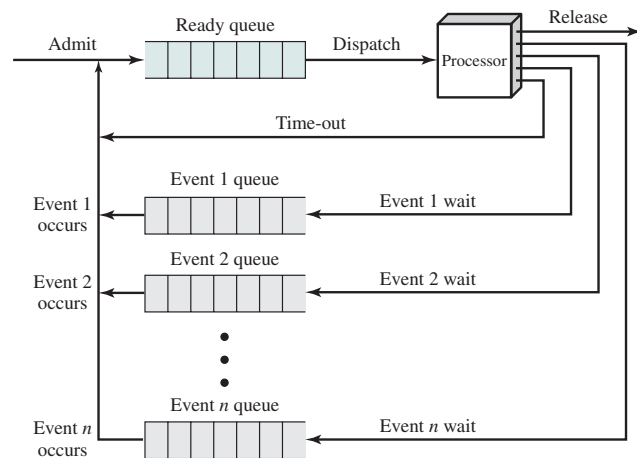 Release
Ready queue
Admit
Dispatch
Processor
Time-out
Event 1 queue
Event 1
occurs
Event 1 wait
Event 2 queue
Event 2
occurs
Event 2 wait
Event n queue
Event n
occurs
Event n wait